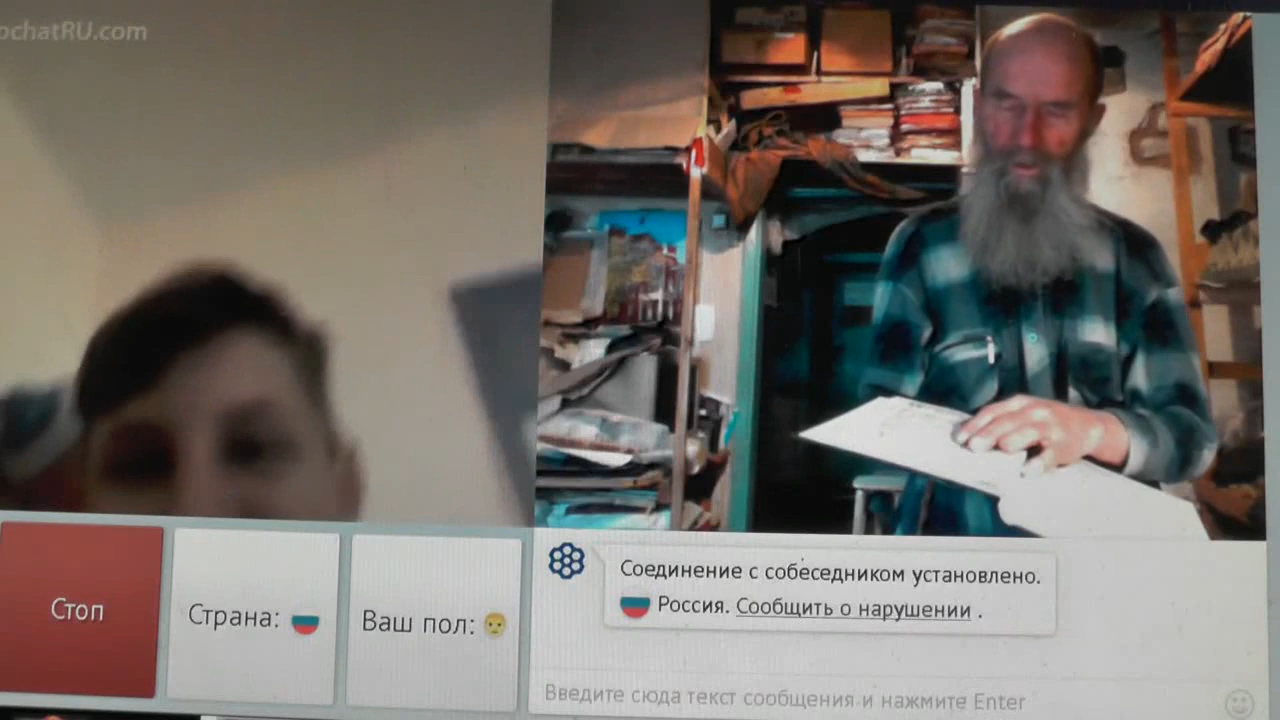 ochatRU.com
Стоп
Страна:
Ваш пол:
Соединение с собеседником установлено.
Россия. Сообщить о нарушении .
Введите сюда текст сообщения и нажмите Enter